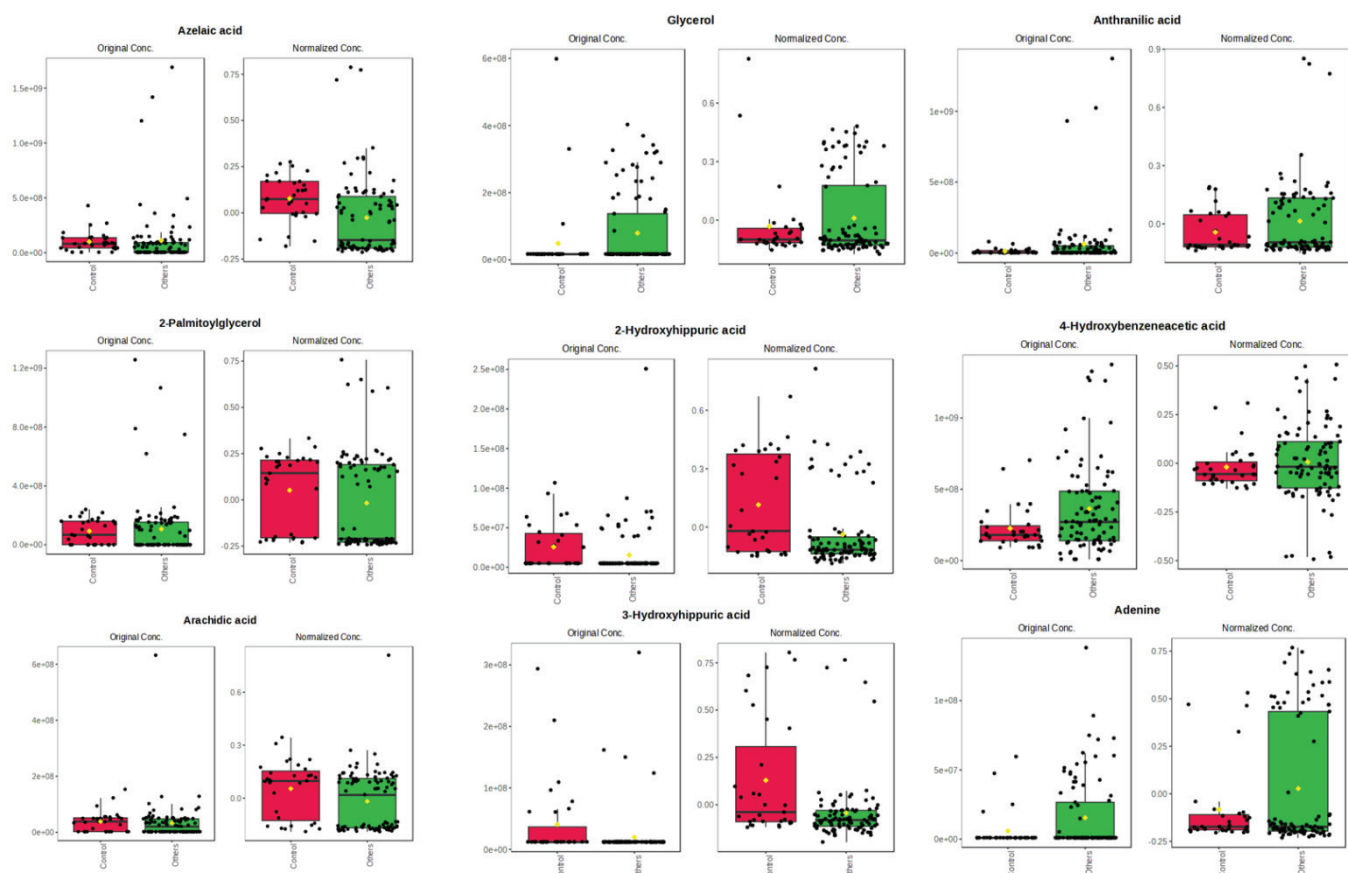 Azelaic acid
Original Conc.
Normalized Conc.
1.5e+09
1.0e+09
5.0e+08
0.0e+00
0.75
0.50
0.25
0.00
-0.25
Control
Others
Control
Others
Glycerol
Original Conc.
Normalized Conc.
6e+08
4e+08
2e+08
0e+00
0.6
0.3
0.0
Control
Others
Control
Others
Anthranilic acid
Original Conc.
Normalized Conc.
1e+09
5e+08
0e+00
0.9
0.6
0.3
0.0
Control
Others
Control
Others
2-Palmitoylglycerol
Original Conc.
Normalized Conc.
1.2e+09
8.0e+08
4.0e+08
0.0e+00
0.75
0.50
0.25
0.00
-0.25
Control
Others
Control
Others
2-Hydroxyhippuric acid
Original Conc.
Normalized Conc.
2.5e+08
2.0e+08
1.5e+08
1.0e+08
5.0e+07
0.0e+00
0.6
0.3
0.0
Control
Others
Control
Others
4-Hydroxybenzeneacetic acid
Original Conc.
Normalized Conc.
1e+09
5e+08
0e+00
0.50
0.25
0.00
-0.25
-0.50
Control
Others
Control
Others
Arachidic acid
Original Conc.
Normalized Conc.
6e+08
4e+08
2e+08
0e+00
0.6
0.3
0.0
Control
Others
Control
Others
3-Hydroxyhippuric acid
Original Conc.
Normalized Conc.
3e+08
2e+08
1e+08
0e+00
0.75
0.50
0.25
0.00
Control
Others
Control
Others
Adenine
Original Conc.
Normalized Conc.
1e+08
5e+07
0e+00
0.75
0.50
0.25
0.00
-0.25
Control
Others
Control
Others